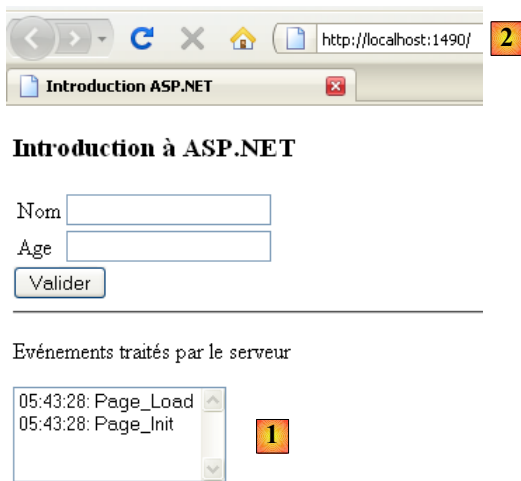 http://localhost:1490/ 2
Introduction ASP.NET
Introduction à ASP.NET
Nom
Age
Valider
Evénements traités par le serveur
05:43:28: Page_Load
05:43:28: Page_Init
1